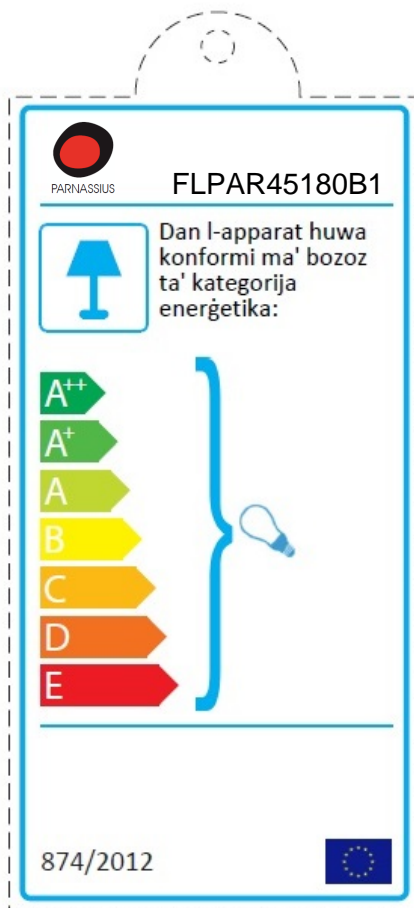 PARNASSIUS
FLPAR45180B1
Dan l-apparat huwa
konformi ma' bozoz
ta' kategorija
enerġetika:
A++
A+
A
B
C
D
E
874/2012